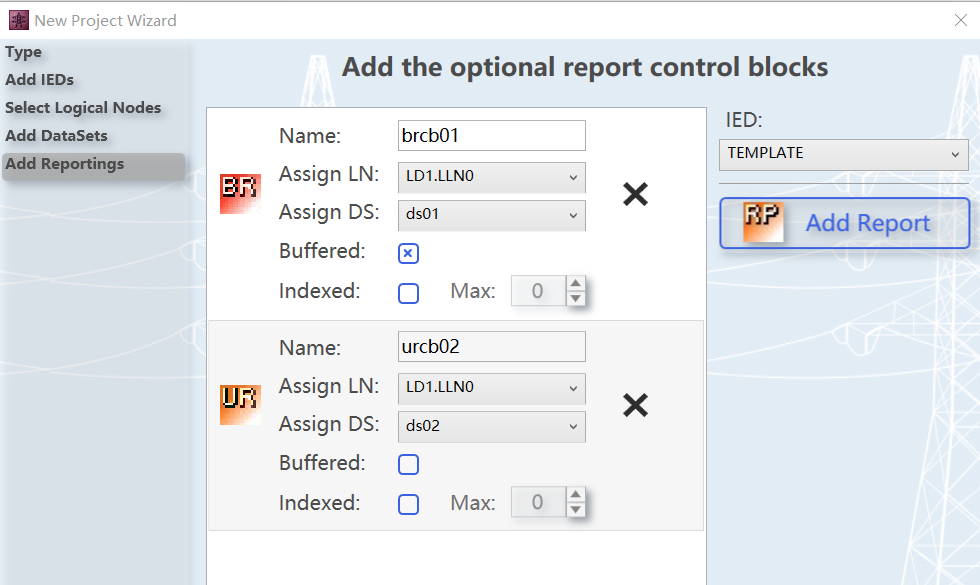 New Project Wizard
Type
Add IEDs
Select Logical Nodes
Add DataSets
Add Reportings
Add the optional report control blocks
BR
Name: brcb01
Assign LN: LD1.LLN0
Assign DS: ds01
Buffered:
Indexed: Max: 0
UR
Name: urcb02
Assign LN: LD1.LLN0
Assign DS: ds02
Buffered:
Indexed: Max: 0
IED:
TEMPLATE
RP Add Report